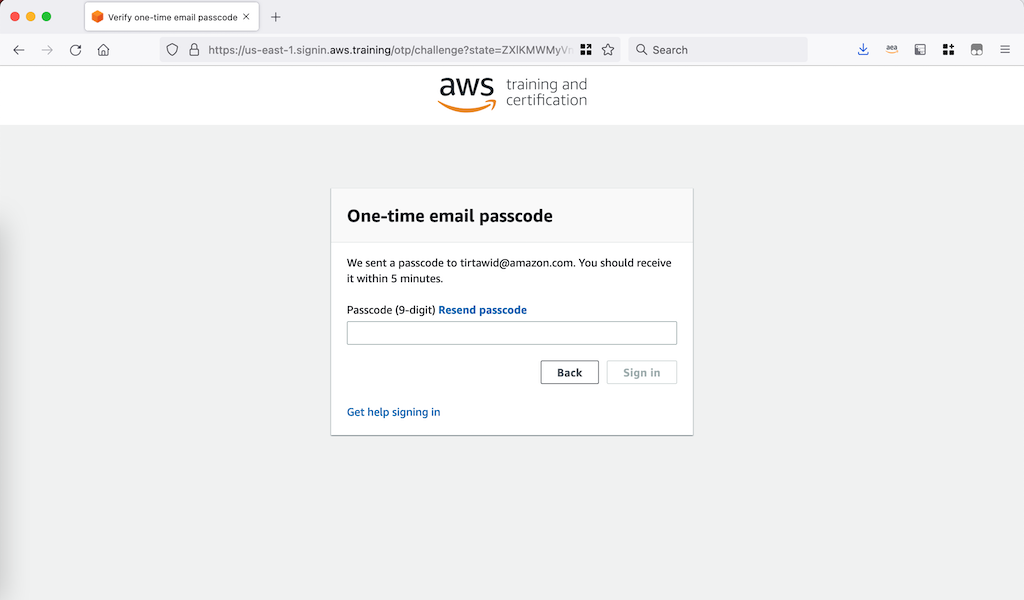 Verify one-time email passcode
https://us-east-1.signin.aws.training/otp/challenge?state=ZXlKMWMyVn
Search
aea
aws training and
certification
One-time email passcode
We sent a passcode to tirtawid@amazon.com. You should receive
it within 5 minutes.
Passcode (9-digit) Resend passcode
Back Sign in
Get help signing in